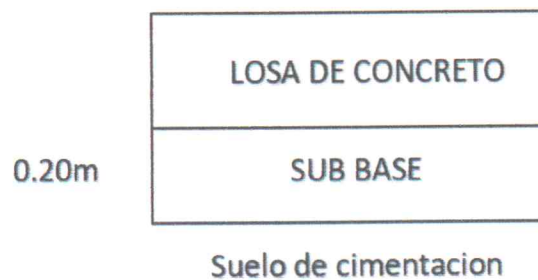 LOSA DE CONCRETO
0.20m SUB BASE
Suelo de cimentacion